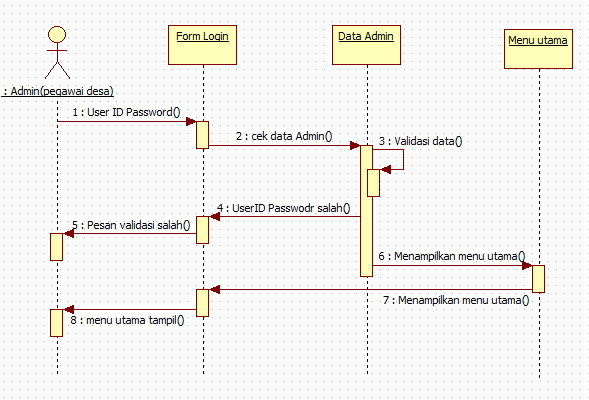 Form Login
Data Admin
Menu utama
: Admin(pegawai desa)
1 : User ID Password()
2 : cek data Admin()
3 : Validasi data()
4 : UserID Passwodr salah()
5 : Pesan validasi salah()
6 : Menampilkan menu utama()
7 : Menampilkan menu utama()
8 : menu utama tampil()